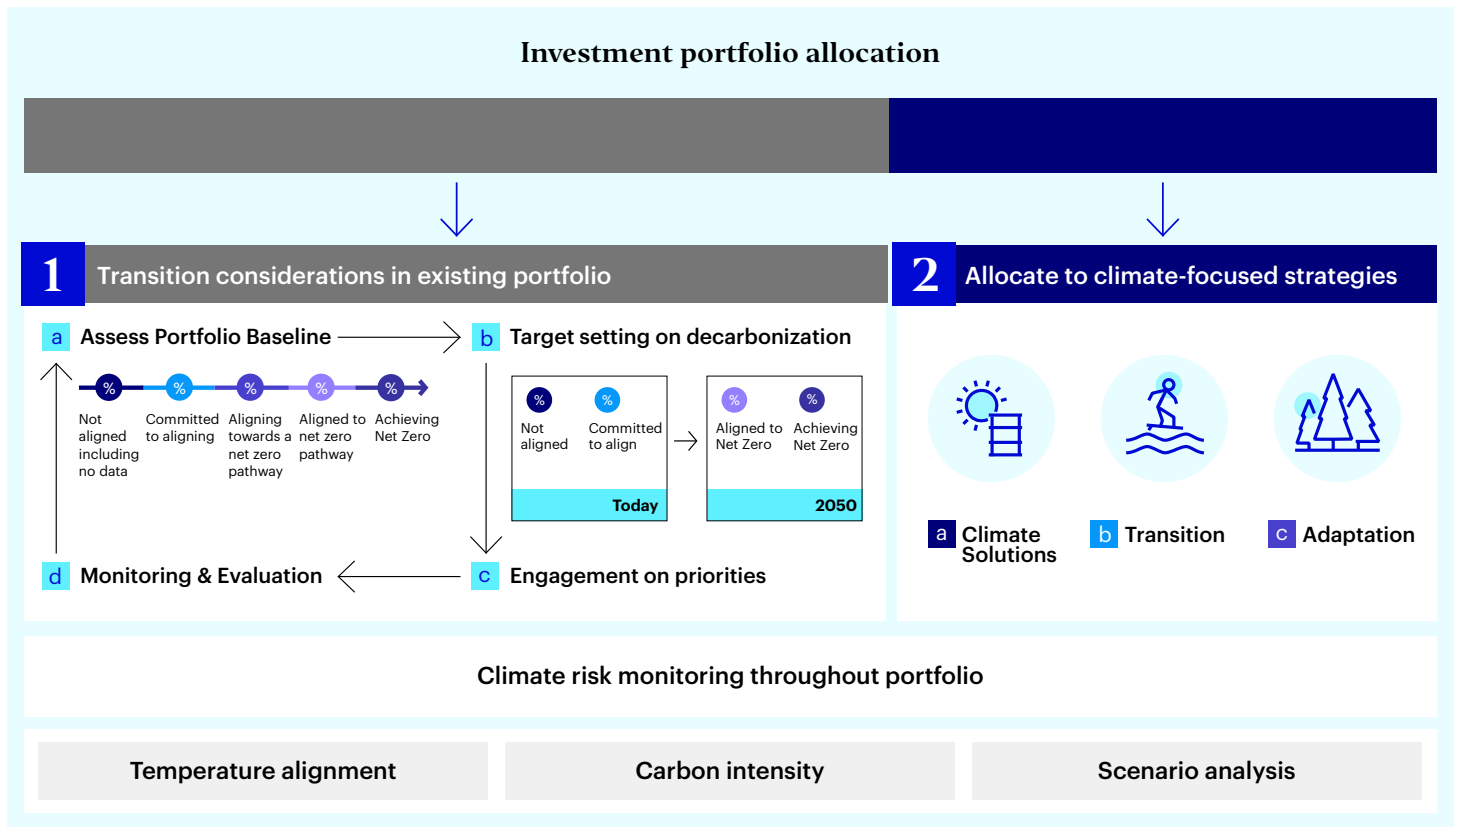 Investment portfolio allocation
1 Transition considerations in existing portfolio
a Assess Portfolio Baseline
% % % % %
Not
aligned
including
no data
Committed
to aligning
Aligning
towards a
net zero
pathway
Aligned to
net zero
pathway
Achieving
Net Zero
b Target setting on decarbonization
% %
Not
aligned
Committed
to align
Today
% %
Aligned to
Net Zero
Achieving
Net Zero
2050
c Engagement on priorities
d Monitoring & Evaluation
2 Allocate to climate-focused strategies
a Climate
Solutions
b Transition
c Adaptation
Climate risk monitoring throughout portfolio
Temperature alignment
Carbon intensity
Scenario analysis